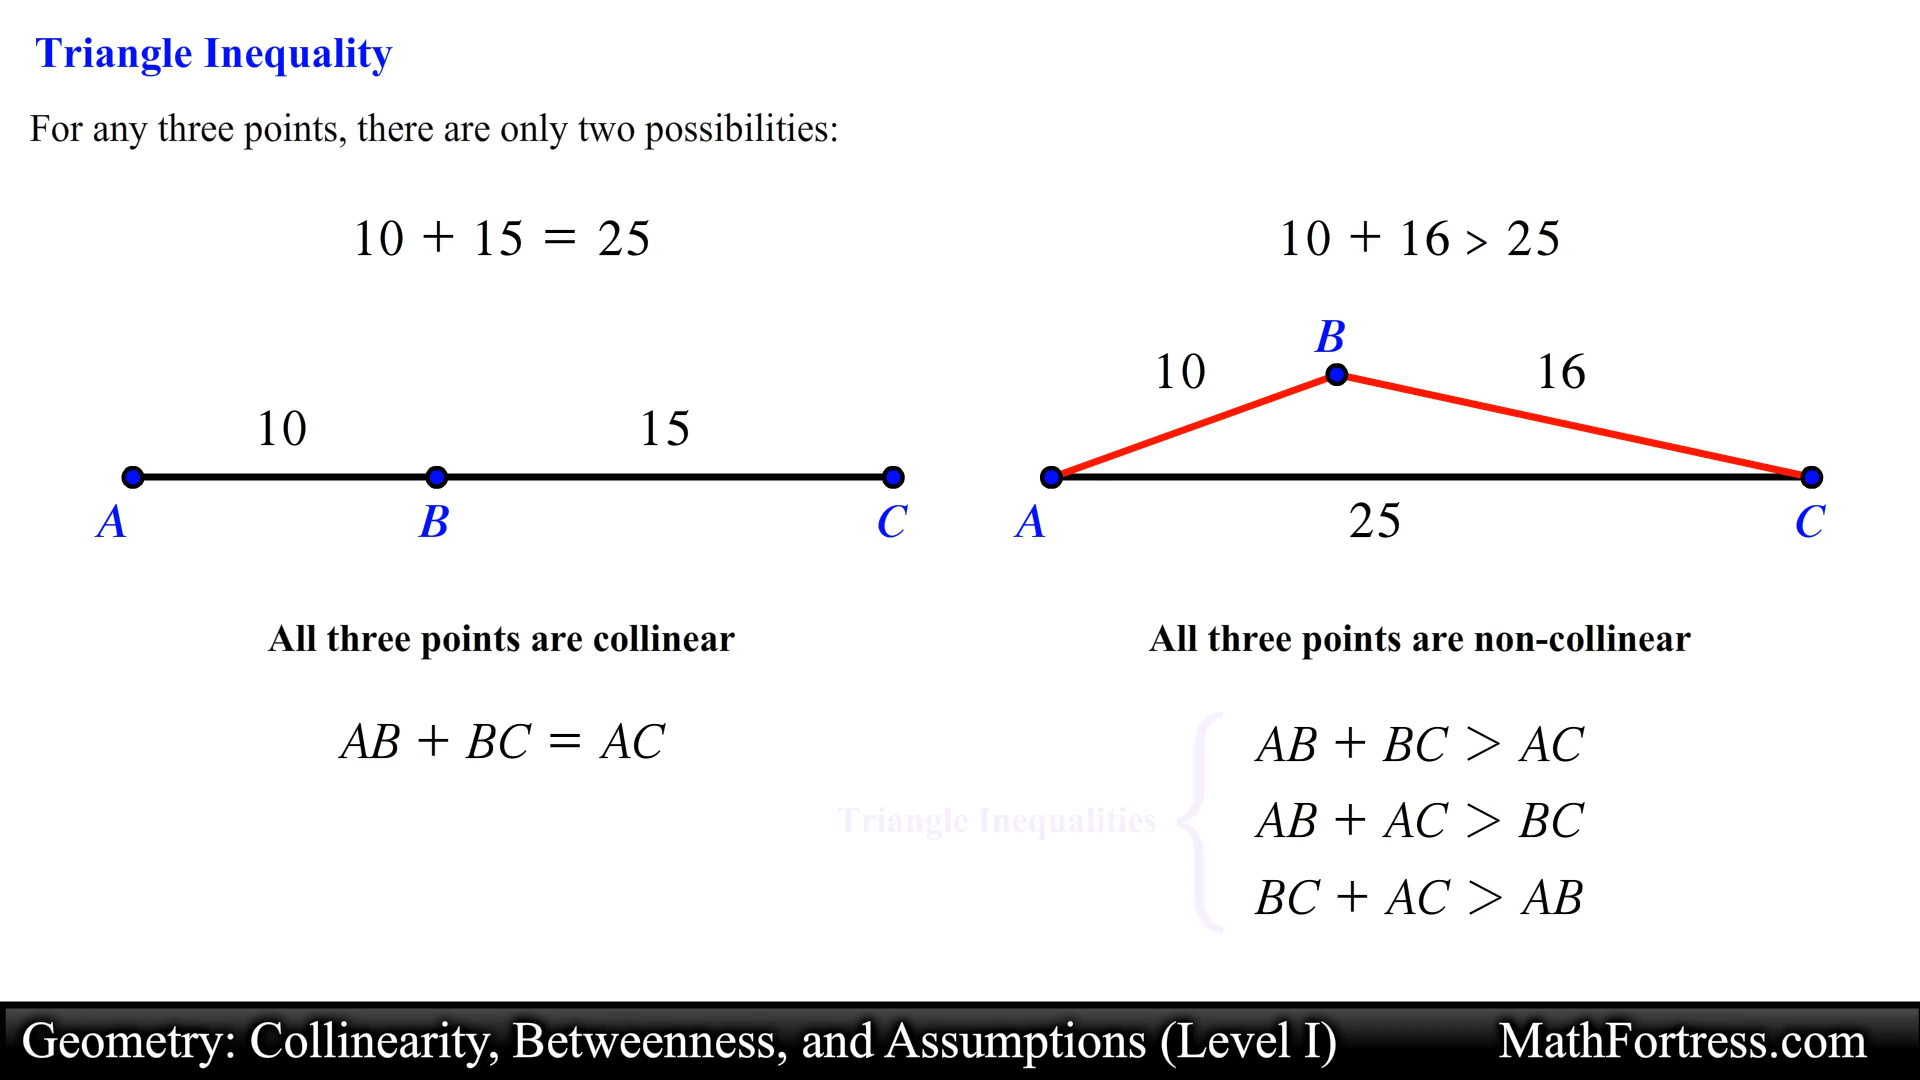 Triangle Inequality
For any three points, there are only two possibilities:
10 + 15 = 25
10 15
A B C
All three points are collinear
AB + BC = AC
10 + 16 > 25
B
10 16
A 25 C
All three points are non-collinear
Triangle Inequalities
AB + BC > AC
AB + AC > BC
BC + AC > AB
Geometry: Collinearity, Betweenness, and Assumptions (Level I) MathFortress.com